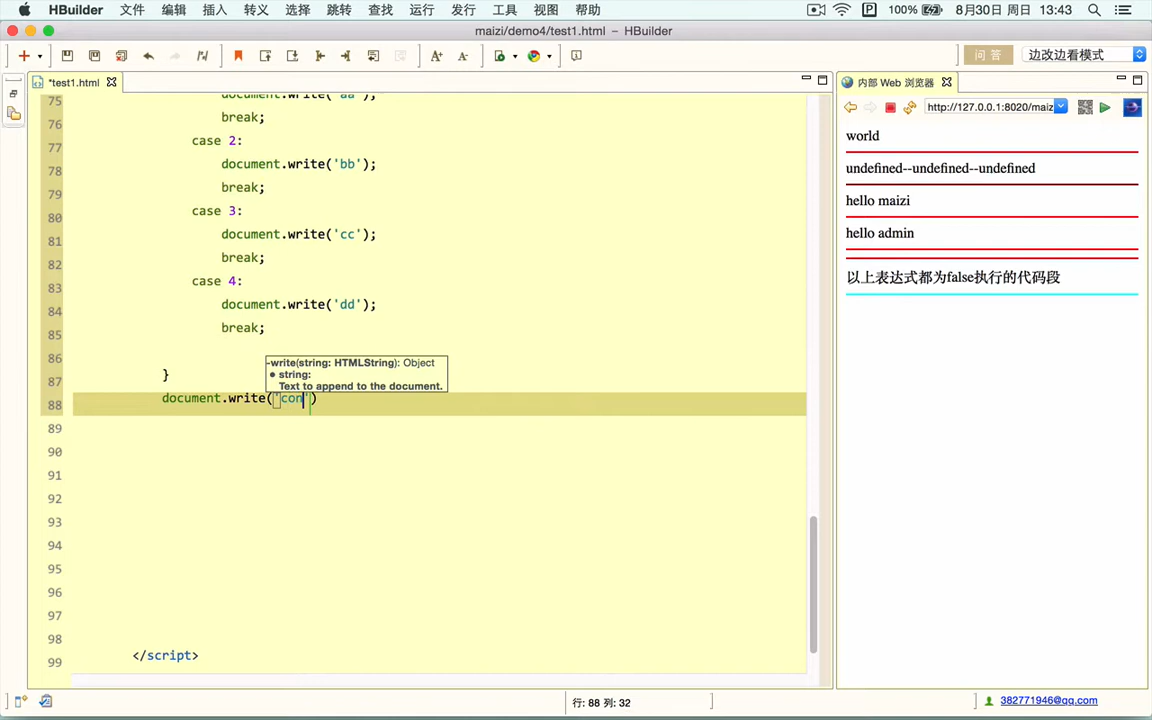 HBuilder 文件 编辑 插入 转义 选择 跳转 查找 运行 发行 工具 视图 帮助 100% 8月30日 周日 13:43
maizi/demo4/test1.html – HBuilder
问 答 边改边看模式
*test1.html
内部 Web 浏览器
http://127.0.0.1:8020/maiz
75 document.write('aa');
76 break;
77 case 2:
78 document.write('bb');
79 break;
80 case 3:
81 document.write('cc');
82 break;
83 case 4:
84 document.write('dd');
85 break;
86
87 }
-write(string: HTMLString): Object
• string:
Text to append to the document.
88 document.write('con')
89
90
91
92
93
94
95
96
97
98
99 </script>
world
undefined--undefined--undefined
hello maizi
hello admin
以上表达式都为false执行的代码段
行: 88 列: 32
382771946@qq.com